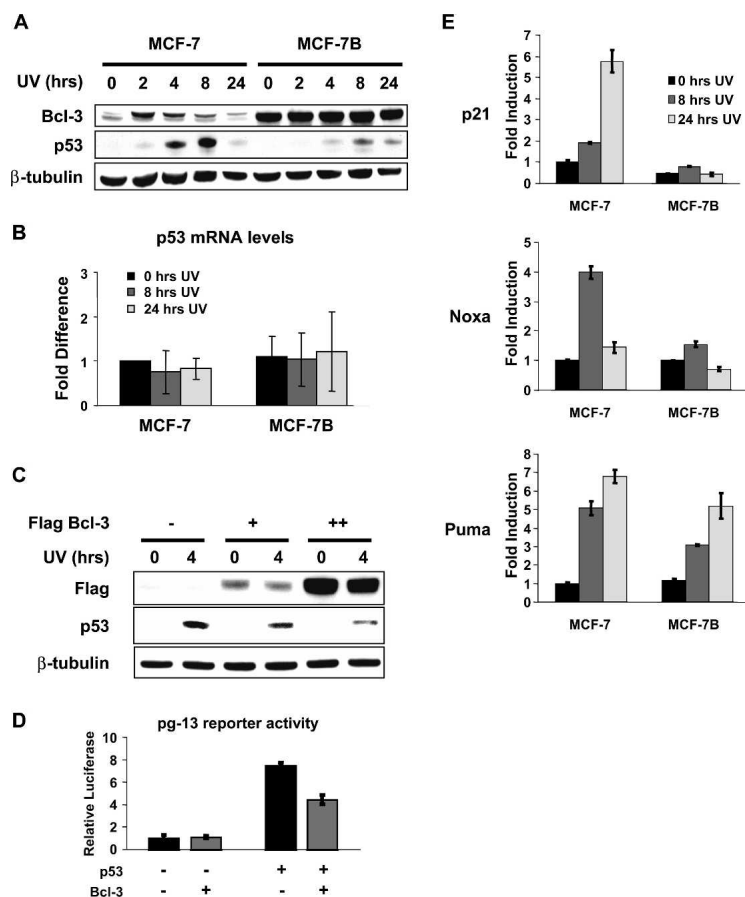 A
MCF-7 MCF-7B
UV (hrs) 0 2 4 8 24 0 2 4 8 24
Bcl-3
p53
β-tubulin
B
p53 mRNA levels
3
2
1
0
Fold Difference
0 hrs UV
8 hrs UV
24 hrs UV
MCF-7 MCF-7B
C
Flag Bcl-3 - + ++
UV (hrs) 0 4 0 4 0 4
Flag
p53
β-tubulin
D
pg-13 reporter activity
Relative Luciferase
10
8
6
4
2
0
p53 - - + +
Bcl-3 - + - +
E
p21
Fold Induction
7
6
5
4
3
2
1
0
0 hrs UV
8 hrs UV
24 hrs UV
MCF-7 MCF-7B
Noxa
Fold Induction
5
4
3
2
1
0
MCF-7 MCF-7B
Puma
Fold Induction
8
7
6
5
4
3
2
1
0
MCF-7 MCF-7B